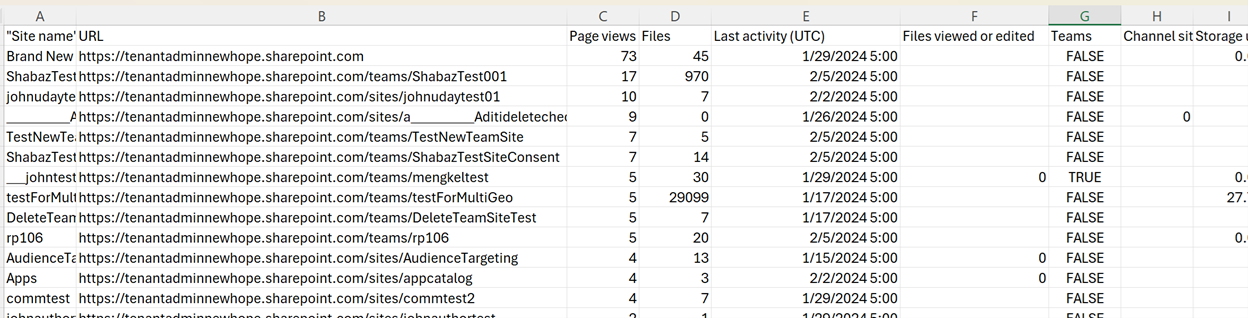 A B C D E F G H I
"Site name" URL Page views Files Last activity (UTC) Files viewed or edited Teams Channel sit Storage u
Brand New https://tenantadminnewhope.sharepoint.com 73 45 1/29/2024 5:00 FALSE 0.
ShabazTest https://tenantadminnewhope.sharepoint.com/teams/ShabazTest001 17 970 2/5/2024 5:00 FALSE
johnudayte https://tenantadminnewhope.sharepoint.com/sites/johnudaytest01 10 7 2/2/2024 5:00 FALSE
__________A https://tenantadminnewhope.sharepoint.com/sites/a__________Aditideletechec 9 0 1/26/2024 5:00 FALSE 0
TestNewTea https://tenantadminnewhope.sharepoint.com/teams/TestNewTeamSite 7 5 2/5/2024 5:00 FALSE
ShabazTest https://tenantadminnewhope.sharepoint.com/teams/ShabazTestSiteConsent 7 14 2/5/2024 5:00 FALSE
___johntest https://tenantadminnewhope.sharepoint.com/teams/mengkeltest 5 30 1/29/2024 5:00 0 TRUE 0.
testForMult https://tenantadminnewhope.sharepoint.com/teams/testForMultiGeo 5 29099 1/17/2024 5:00 FALSE 27.
DeleteTeam https://tenantadminnewhope.sharepoint.com/teams/DeleteTeamSiteTest 5 7 1/17/2024 5:00 FALSE
rp106 https://tenantadminnewhope.sharepoint.com/teams/rp106 5 20 2/5/2024 5:00 FALSE 0.
AudienceTa https://tenantadminnewhope.sharepoint.com/sites/AudienceTargeting 4 13 1/15/2024 5:00 0 FALSE
Apps https://tenantadminnewhope.sharepoint.com/sites/appcatalog 4 3 2/2/2024 5:00 0 FALSE
commtest https://tenantadminnewhope.sharepoint.com/sites/commtest2 4 7 1/29/2024 5:00 FALSE